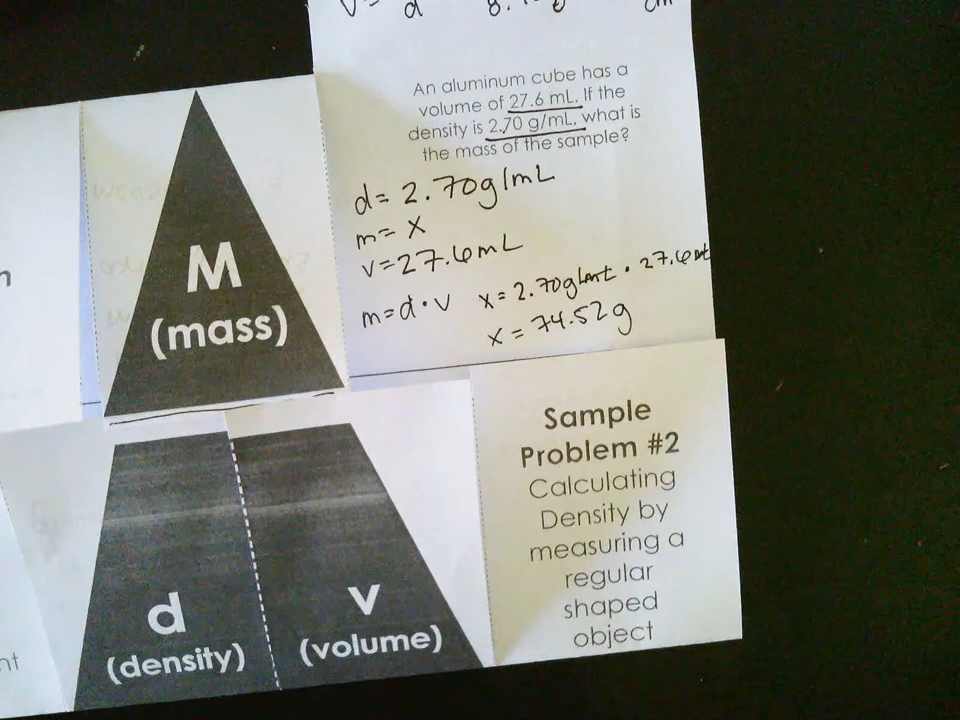 d
An aluminum cube has a
volume of 27.6 mL. If the
density is 2.70 g/mL, what is
the mass of the sample?
d = 2.70g/mL
m = x
v = 27.6mL
m = d · v x = 2.70g/mL · 27.6mL
x = 74.52g
M
(mass)
d
(density)
v
(volume)
Sample
Problem #2
Calculating
Density by
measuring a
regular
shaped
object